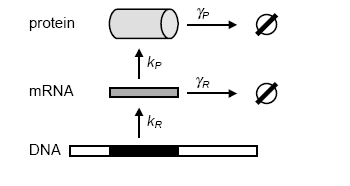 protein γP
kP
mRNA γR
kR
DNA